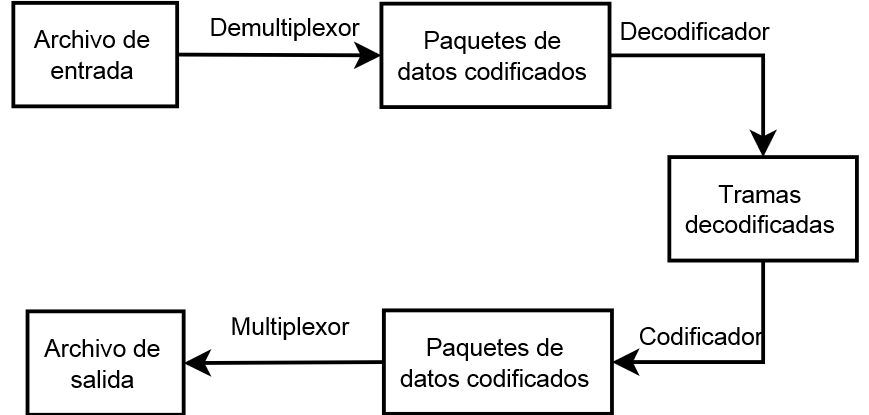 Archivo de
entrada
Demultiplexor
Paquetes de
datos codificados
Decodificador
Tramas
decodificadas
Codificador
Paquetes de
datos codificados
Multiplexor
Archivo de
salida